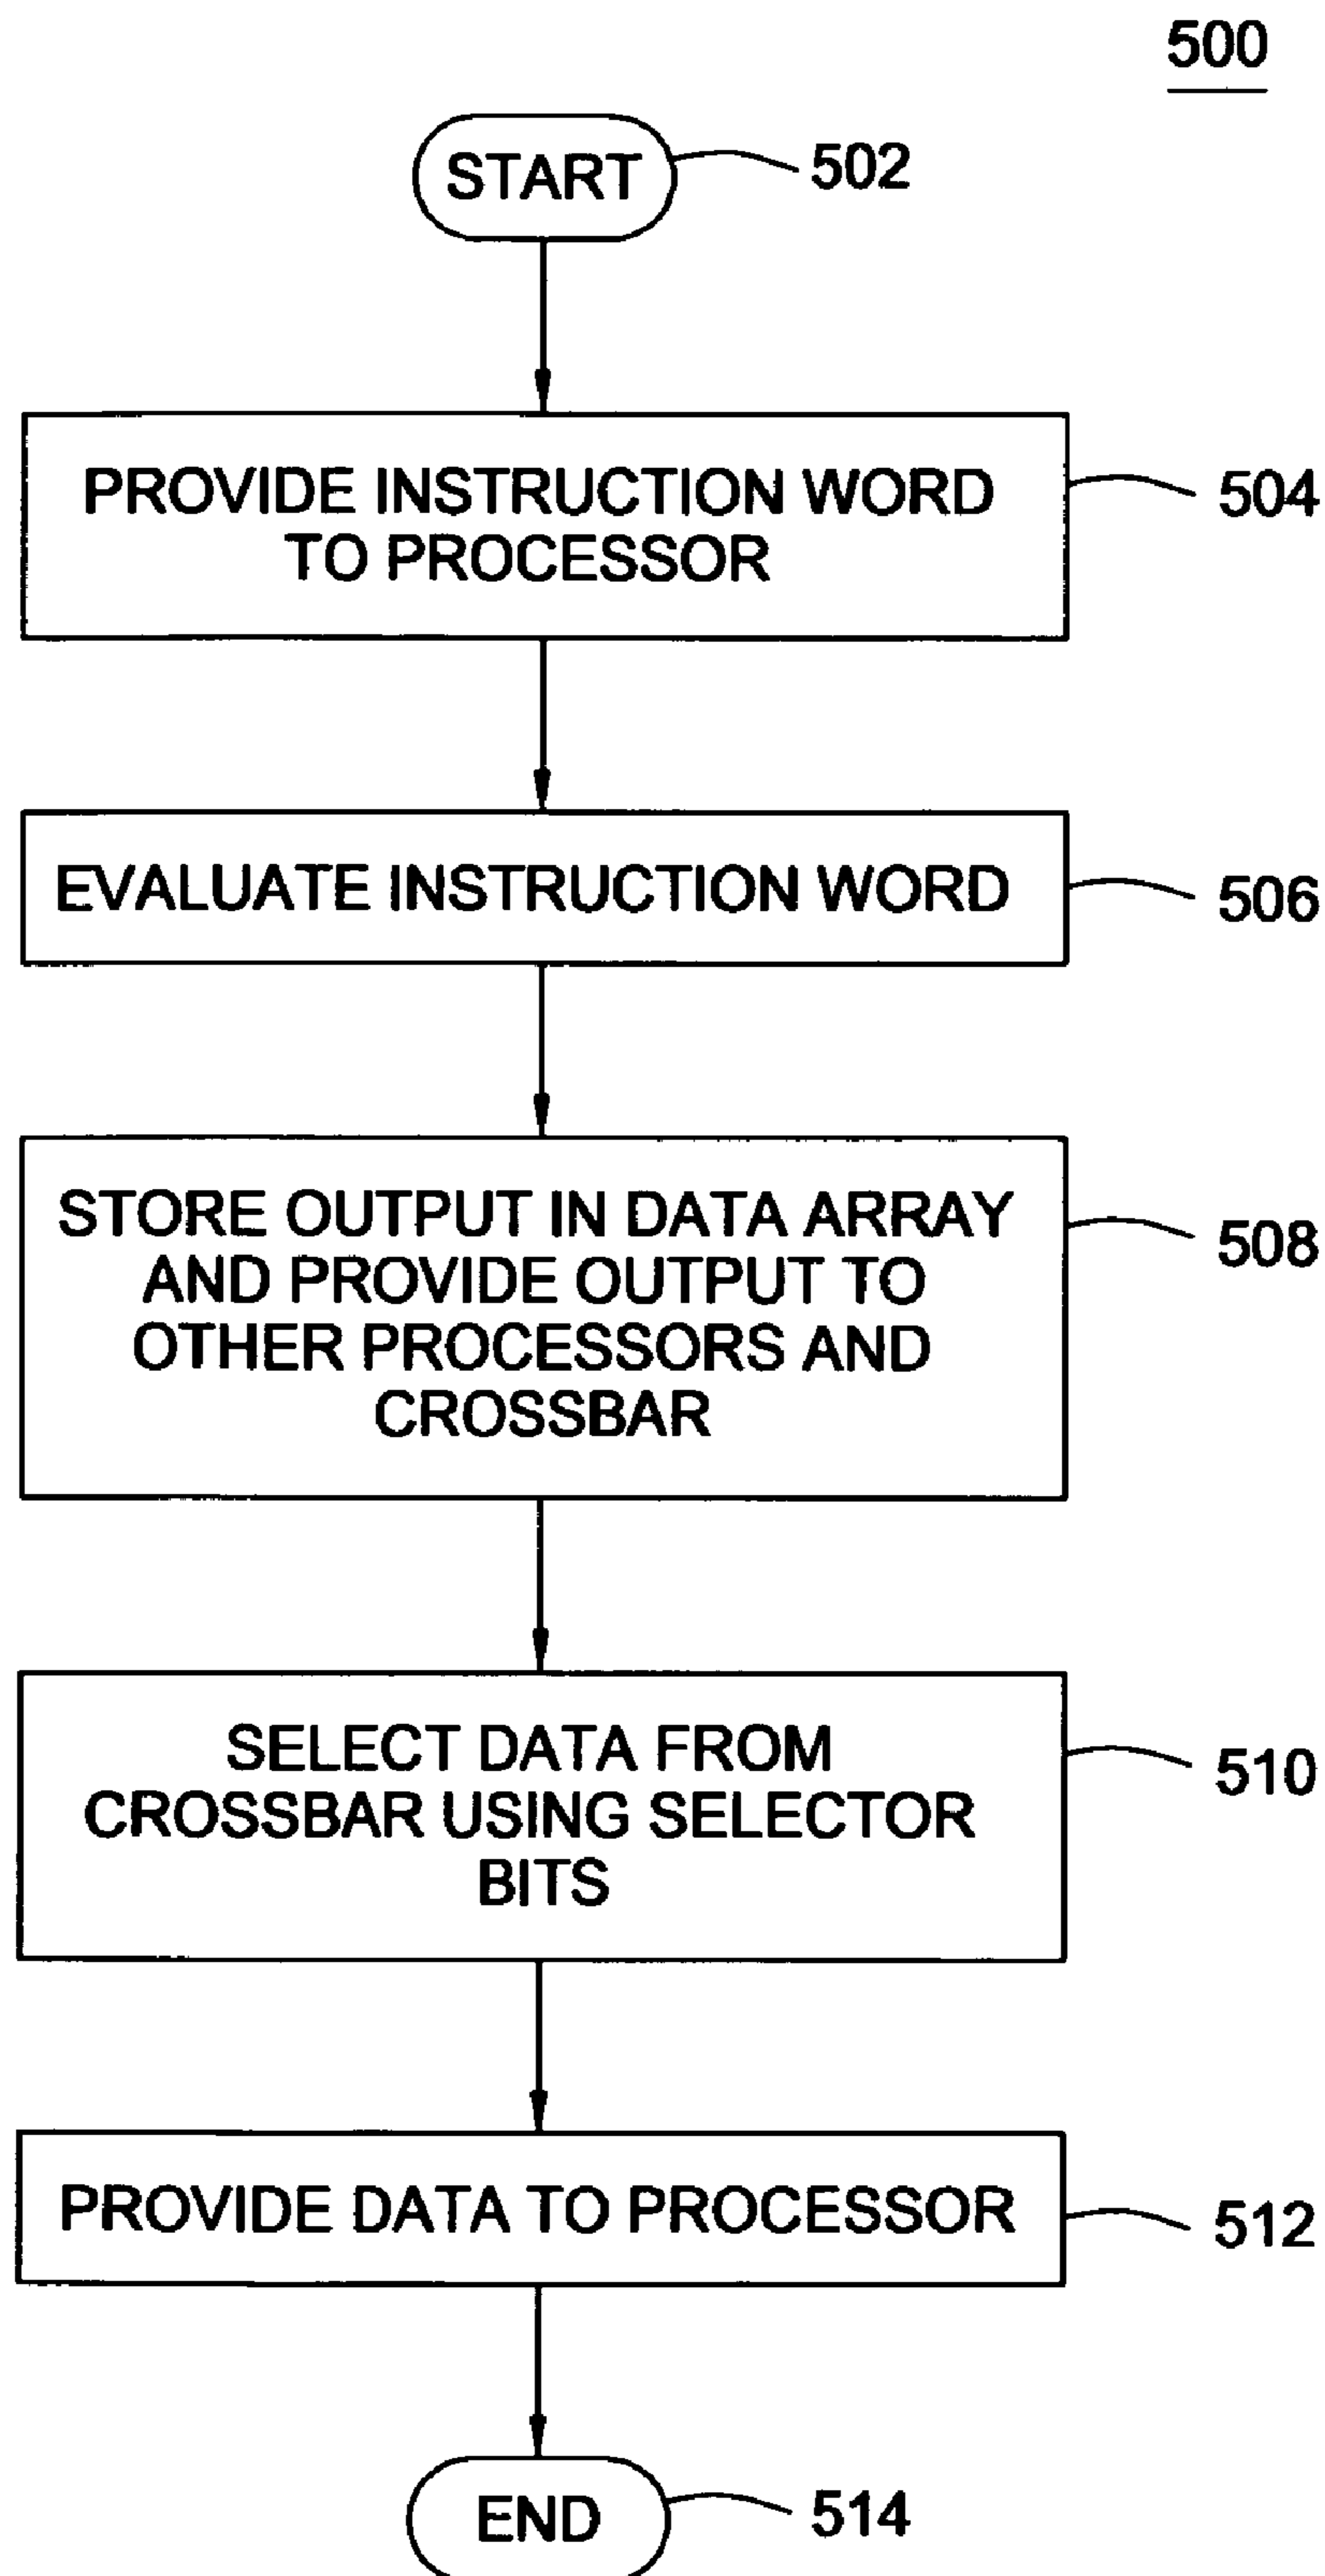 500
START
502
PROVIDE INSTRUCTION WORD
TO PROCESSOR
504
EVALUATE INSTRUCTION WORD
506
STORE OUTPUT IN DATA ARRAY
AND PROVIDE OUTPUT TO
OTHER PROCESSORS AND
CROSSBAR
508
SELECT DATA FROM
CROSSBAR USING SELECTOR
BITS
510
PROVIDE DATA TO PROCESSOR
512
END
514